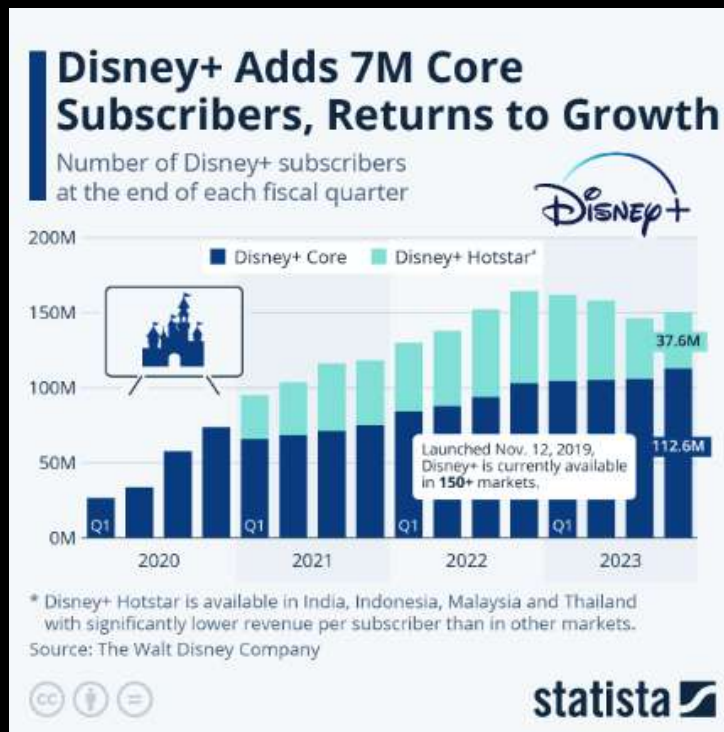 Disney+ Adds 7M Core
Subscribers, Returns to Growth
Number of Disney+ subscribers
at the end of each fiscal quarter
Disney+
200M
Disney+ Core
Disney+ Hotstar*
150M
37.6M
100M
Launched Nov. 12, 2019,
Disney+ is currently available
in 150+ markets.
112.6M
50M
0M
Q1
Q1
Q1
Q1
2020
2021
2022
2023
* Disney+ Hotstar is available in India, Indonesia, Malaysia and Thailand
with significantly lower revenue per subscriber than in other markets.
Source: The Walt Disney Company
cc
statista